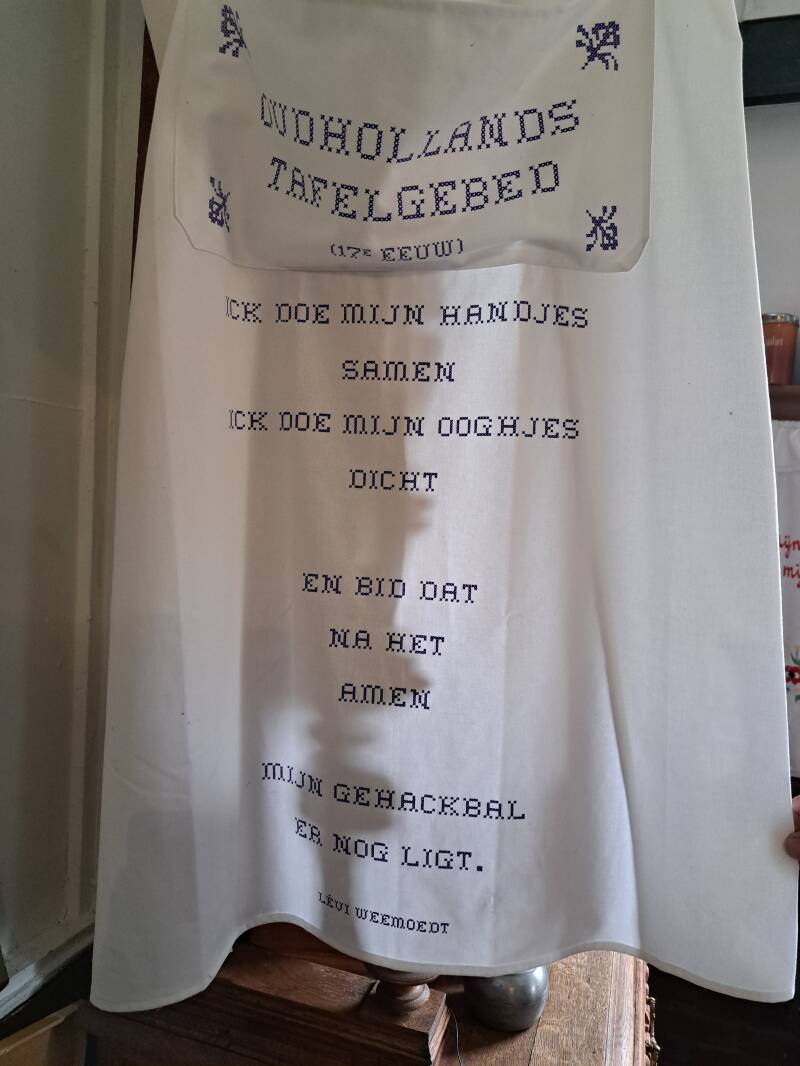 OUDHOLLANDS
TAFELGEBED
(17E EEUW)
ICK DOE MIJN HANDJES
SAMEN
ICK DOE MIJN OOGHJES
DICHT
EN BID DAT
NA HET
AMEN
MIJN GEHACKBAL
ER NOG LIGT.
LÉVI WEEMOEDT